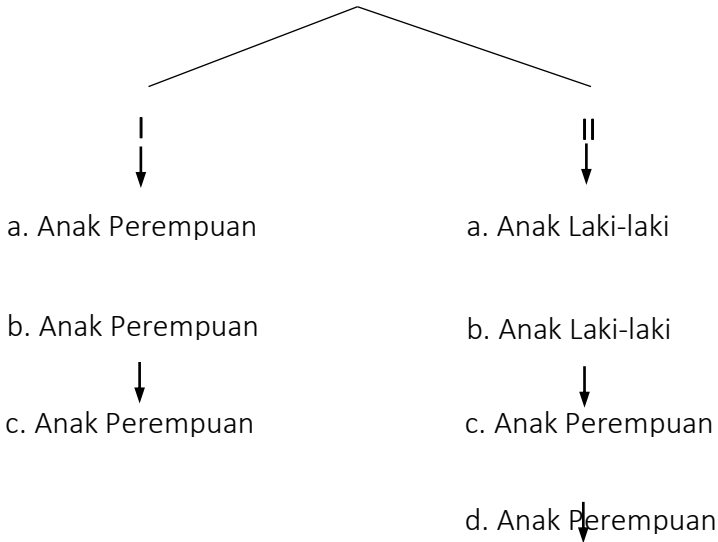 I
a. Anak Perempuan
b. Anak Perempuan
c. Anak Perempuan
II
a. Anak Laki-laki
b. Anak Laki-laki
c. Anak Perempuan
d. Anak Perempuan